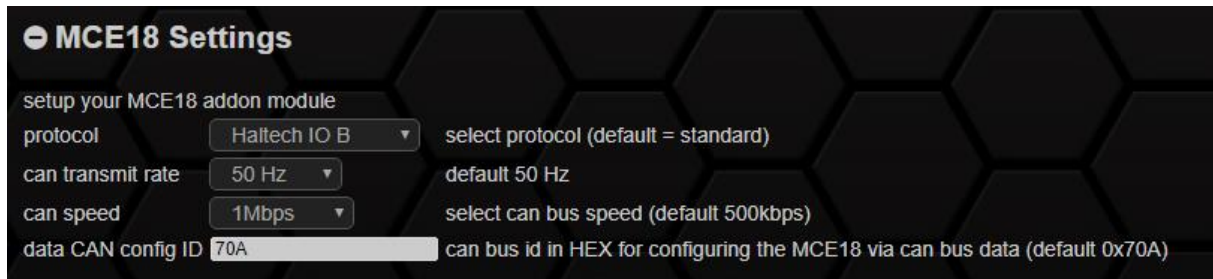 MCE18 Settings
setup your MCE18 addon module
protocol Haltech IO B select protocol (default = standard)
can transmit rate 50 Hz default 50 Hz
can speed 1Mbps select can bus speed (default 500kbps)
data CAN config ID 70A can bus id in HEX for configuring the MCE18 via can bus data (default 0x70A)